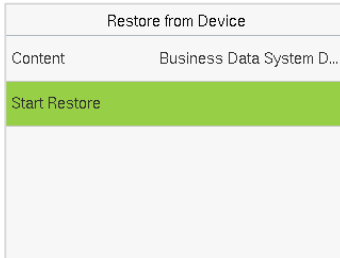 Restore from Device
Content Business Data System D...
Start Restore